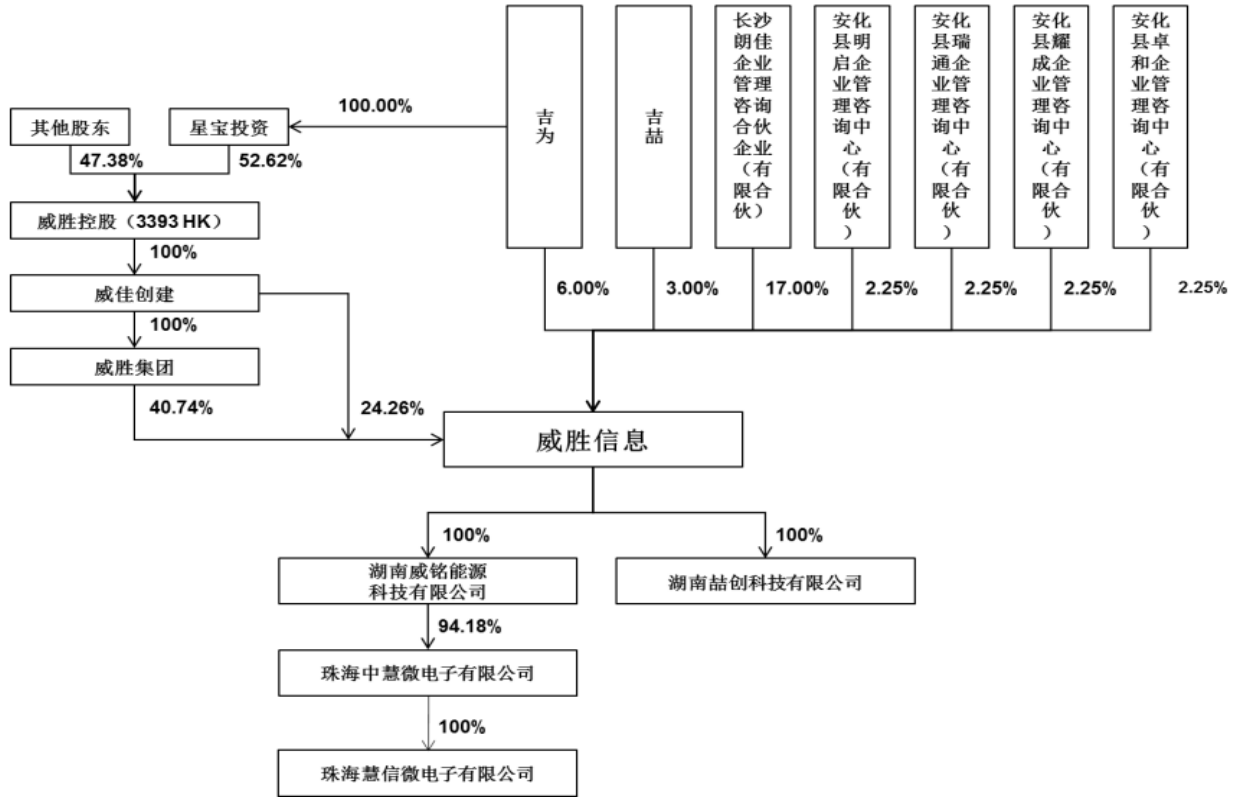 长沙
朗佳
企业
管理
咨询
合伙
企业
（有
限合
伙）
安化
县明
启企
业管
理咨
询中
心
（有
限合
伙
）
安化
县瑞
通企
业管
理咨
询中
心
（有
限合
伙
）
安化
县耀
成企
业管
理咨
询中
心
（有
限合
伙
）
安化
县卓
和企
业管
理咨
询中
心
（有
限合
伙
）
吉
为
吉
喆
100.00%
其他股东
星宝投资
47.38%
52.62%
威胜控股（3393 HK）
100%
威佳创建
6.00%
3.00%
17.00%
2.25%
2.25%
2.25%
2.25%
100%
威胜集团
40.74%
24.26%
威胜信息
100%
100%
湖南威铭能源
科技有限公司
湖南喆创科技有限公司
94.18%
珠海中慧微电子有限公司
100%
珠海慧信微电子有限公司